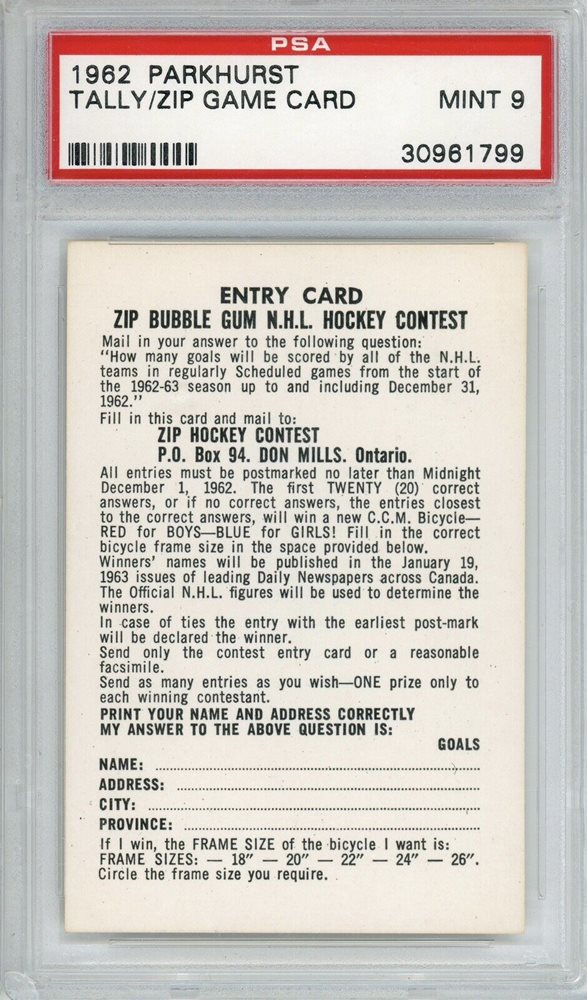 PSA
1962 PARKHURST
TALLY/ZIP GAME CARD MINT 9
30961799
ENTRY CARD
ZIP BUBBLE GUM N.H.L. HOCKEY CONTEST
Mail in your answer to the following question:
"How many goals will be scored by all of the N.H.L.
teams in regularly Scheduled games from the start of
the 1962-63 season up to and including December 31,
1962."
Fill in this card and mail to:
ZIP HOCKEY CONTEST
P.O. Box 94. DON MILLS. Ontario.
All entries must be postmarked no later than Midnight
December 1, 1962. The first TWENTY (20) correct
answers, or if no correct answers, the entries closest
to the correct answers, will win a new C.C.M. Bicycle—
RED for BOYS—BLUE for GIRLS! Fill in the correct
bicycle frame size in the space provided below.
Winners' names will be published in the January 19,
1963 issues of leading Daily Newspapers across Canada.
The Official N.H.L. figures will be used to determine the
winners.
In case of ties the entry with the earliest post-mark
will be declared the winner.
Send only the contest entry card or a reasonable
facsimile.
Send as many entries as you wish—ONE prize only to
each winning contestant.
PRINT YOUR NAME AND ADDRESS CORRECTLY
MY ANSWER TO THE ABOVE QUESTION IS:
GOALS
NAME:
ADDRESS:
CITY:
PROVINCE:
If I win, the FRAME SIZE of the bicycle I want is:
FRAME SIZES: — 18" — 20" — 22" — 24" — 26".
Circle the frame size you require.